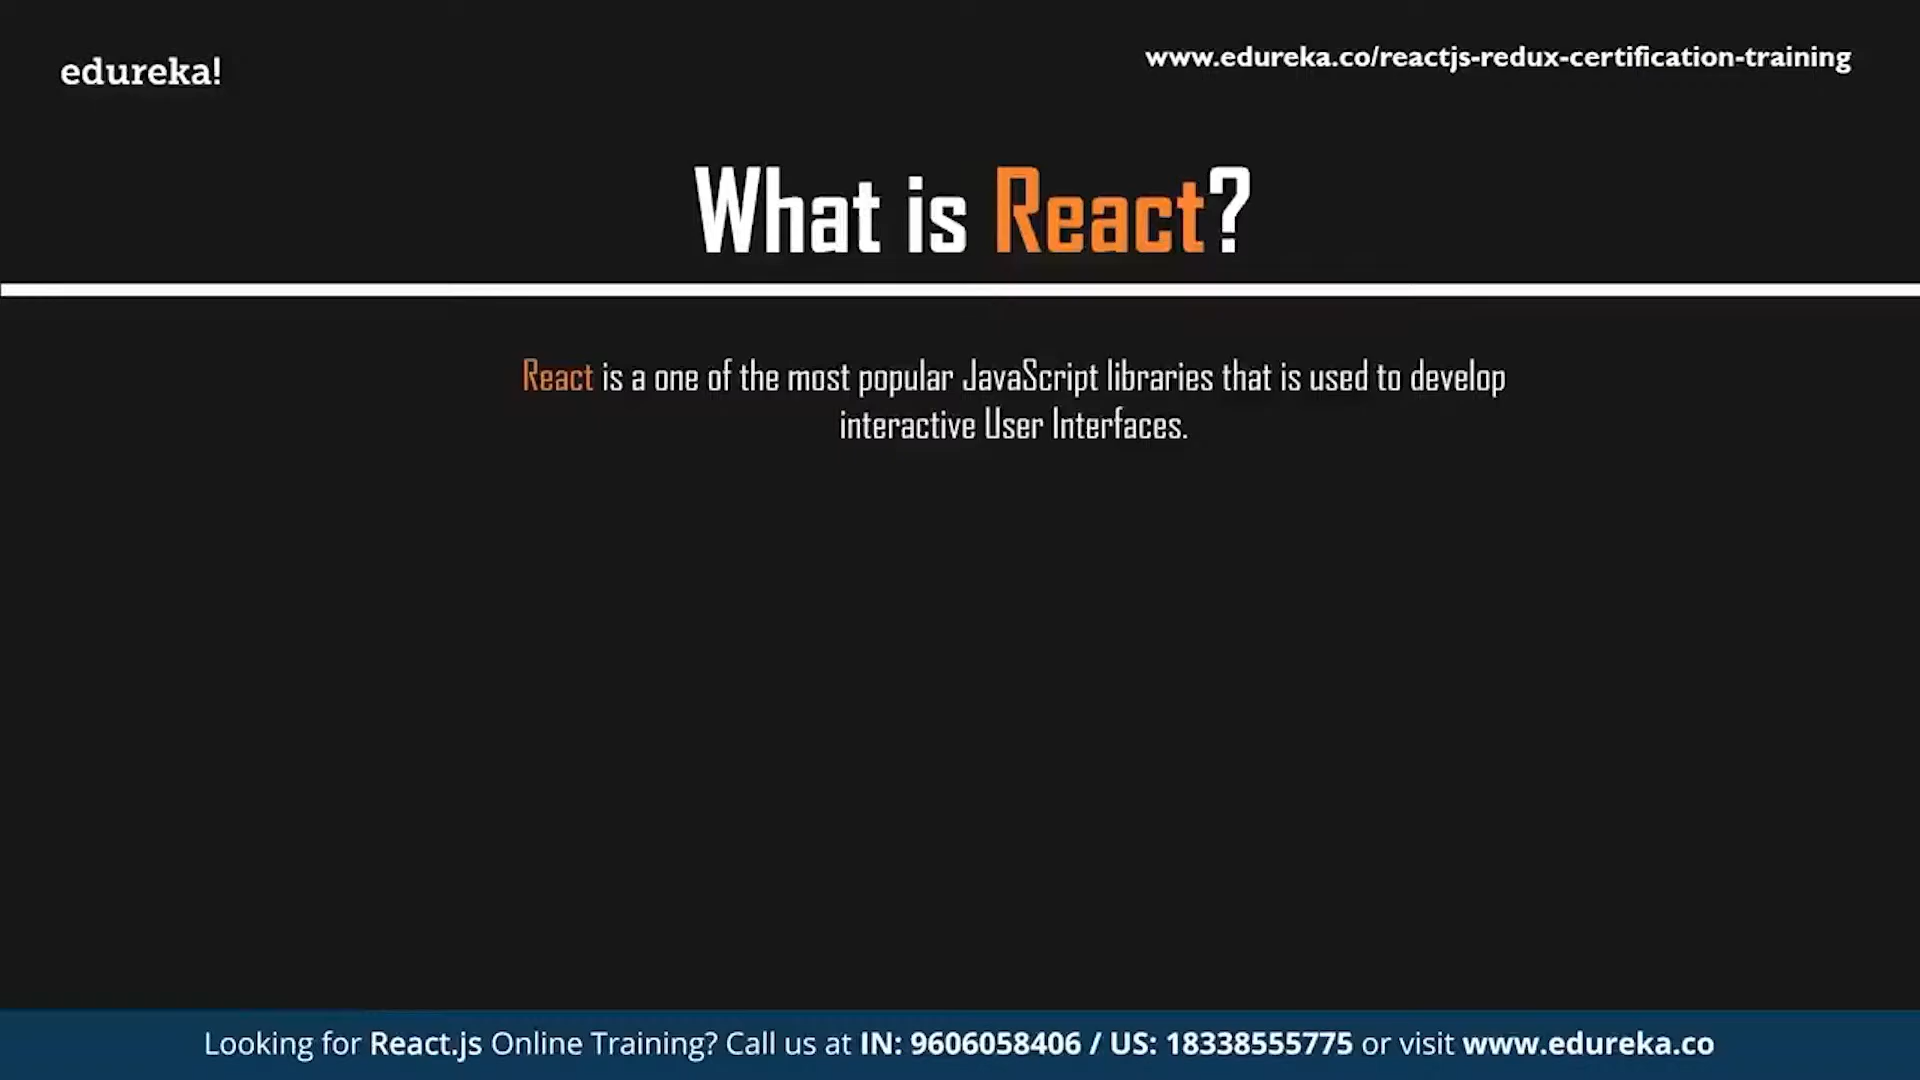 edureka!
www.edureka.co/reactjs-redux-certification-training
What is React?
React is a one of the most popular JavaScript libraries that is used to develop
interactive User Interfaces.
Looking for React.js Online Training? Call us at IN: 9606058406 / US: 18338555775 or visit www.edureka.co